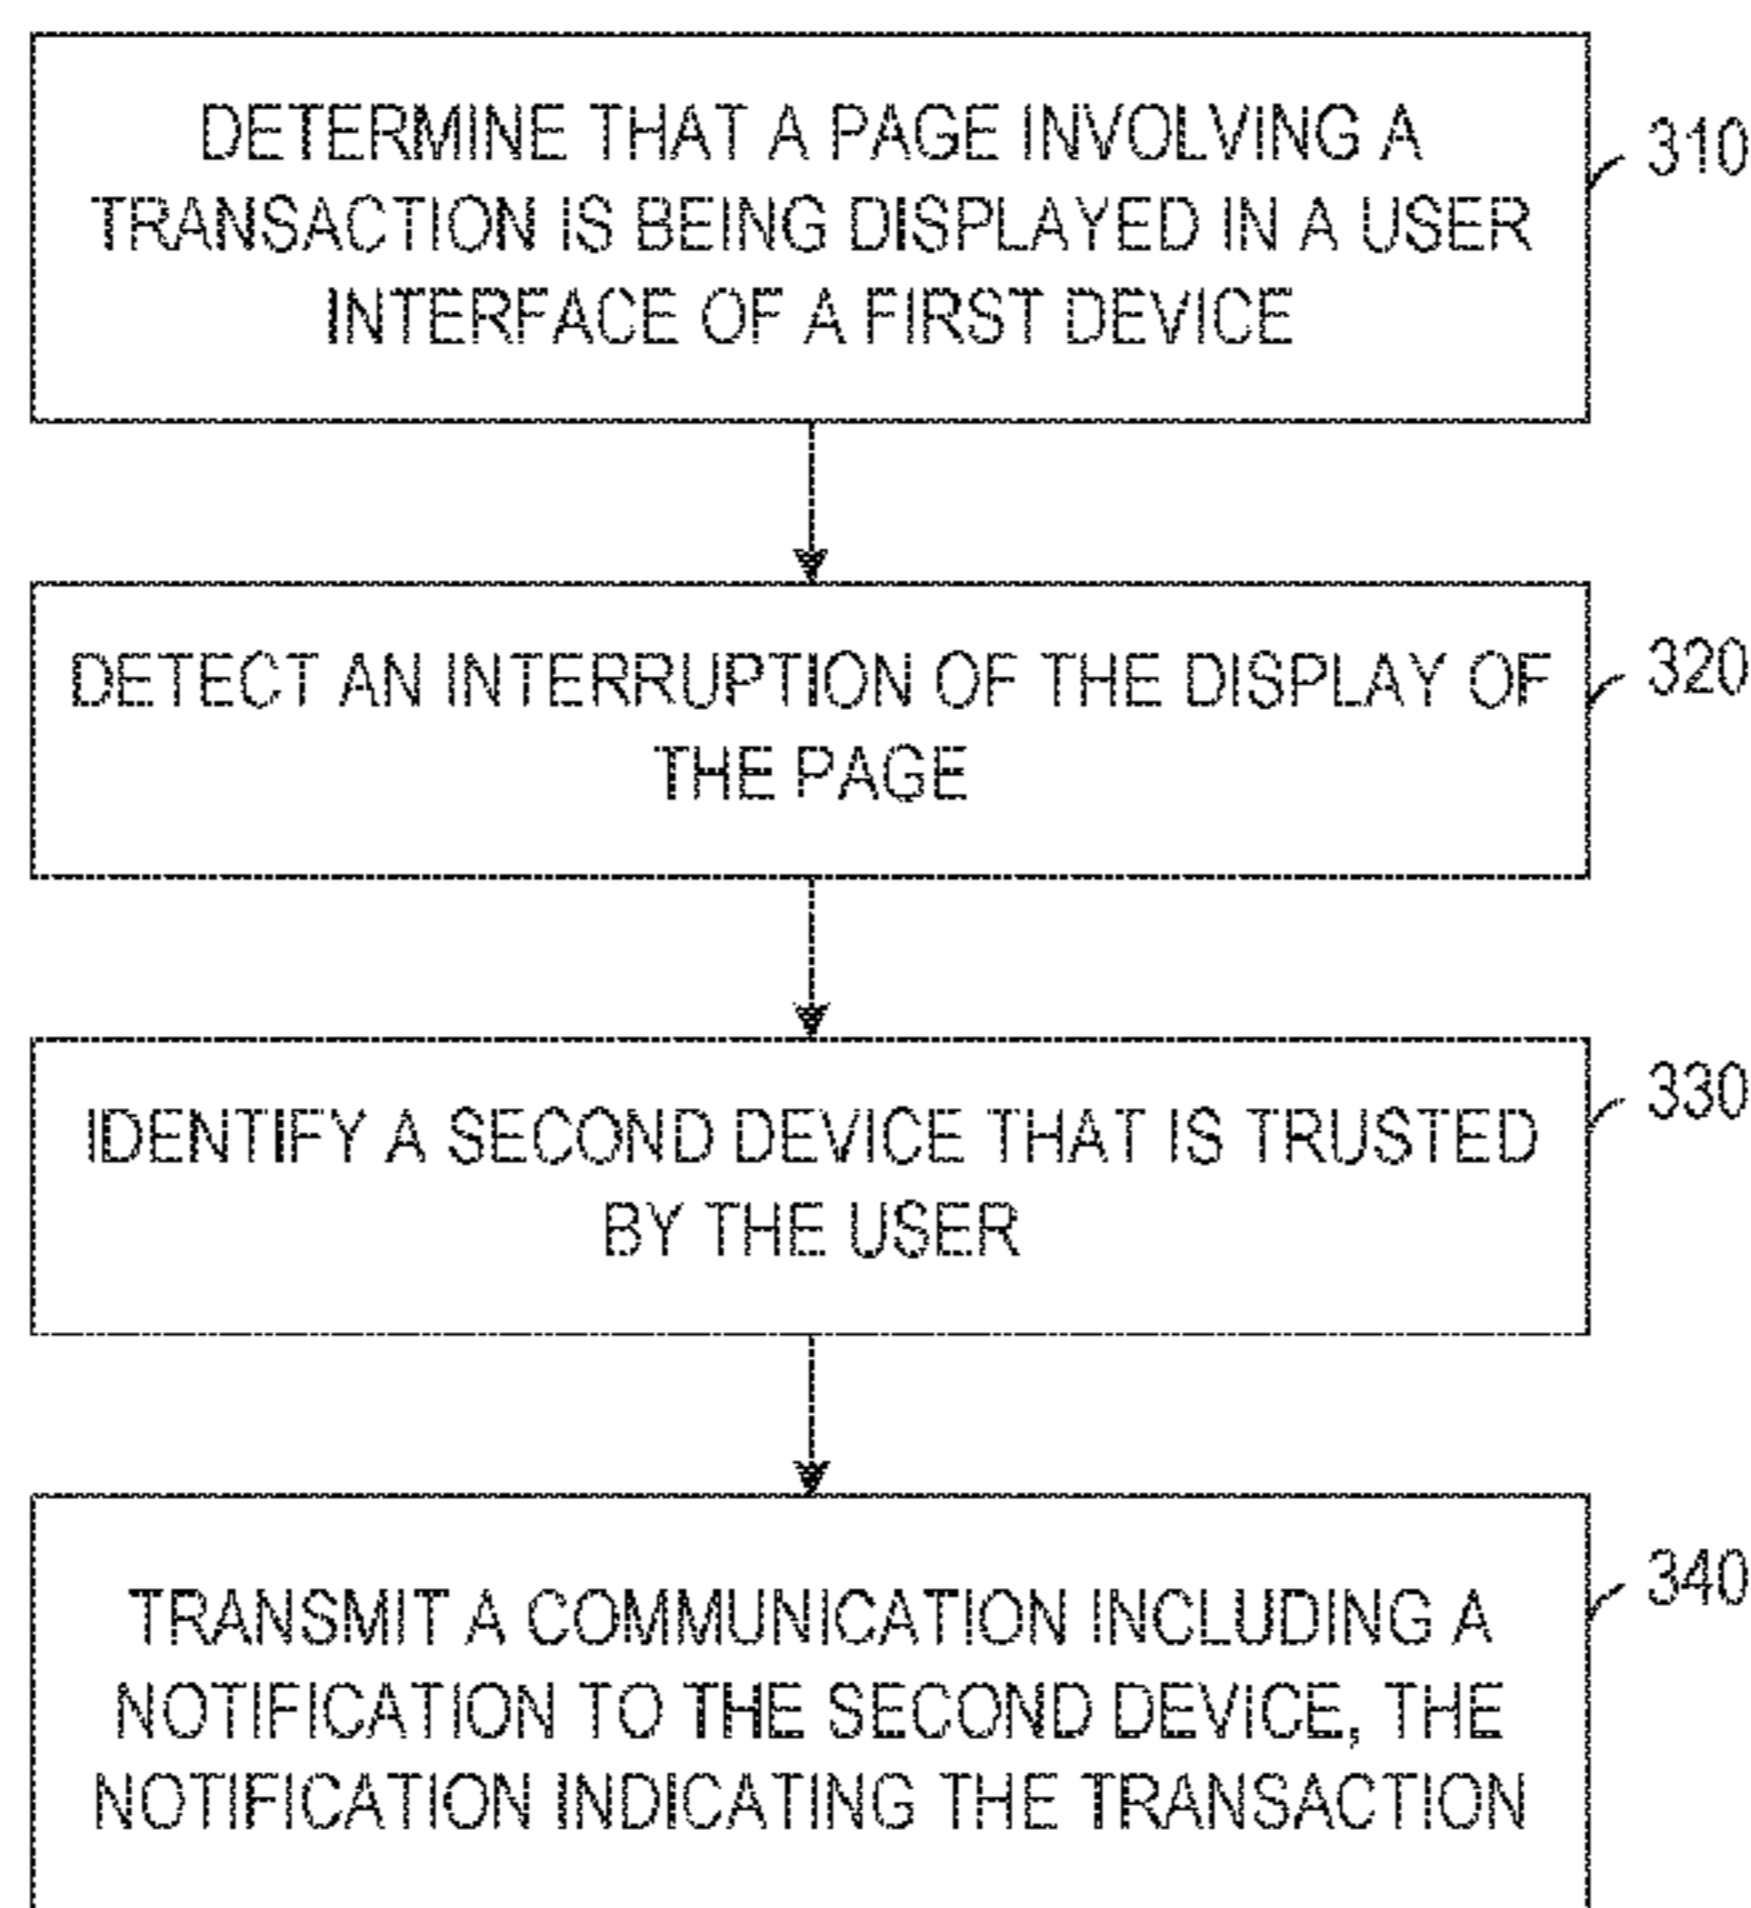 DETERMINE THAT A PAGE INVOLVING A
TRANSACTION IS BEING DISPLAYED IN A USER
INTERFACE OF A FIRST DEVICE
310
DETECT AN INTERRUPTION OF THE DISPLAY OF
THE PAGE
320
IDENTIFY A SECOND DEVICE THAT IS TRUSTED
BY THE USER
330
TRANSMIT A COMMUNICATION INCLUDING A
NOTIFICATION TO THE SECOND DEVICE, THE
NOTIFICATION INDICATING THE TRANSACTION
340